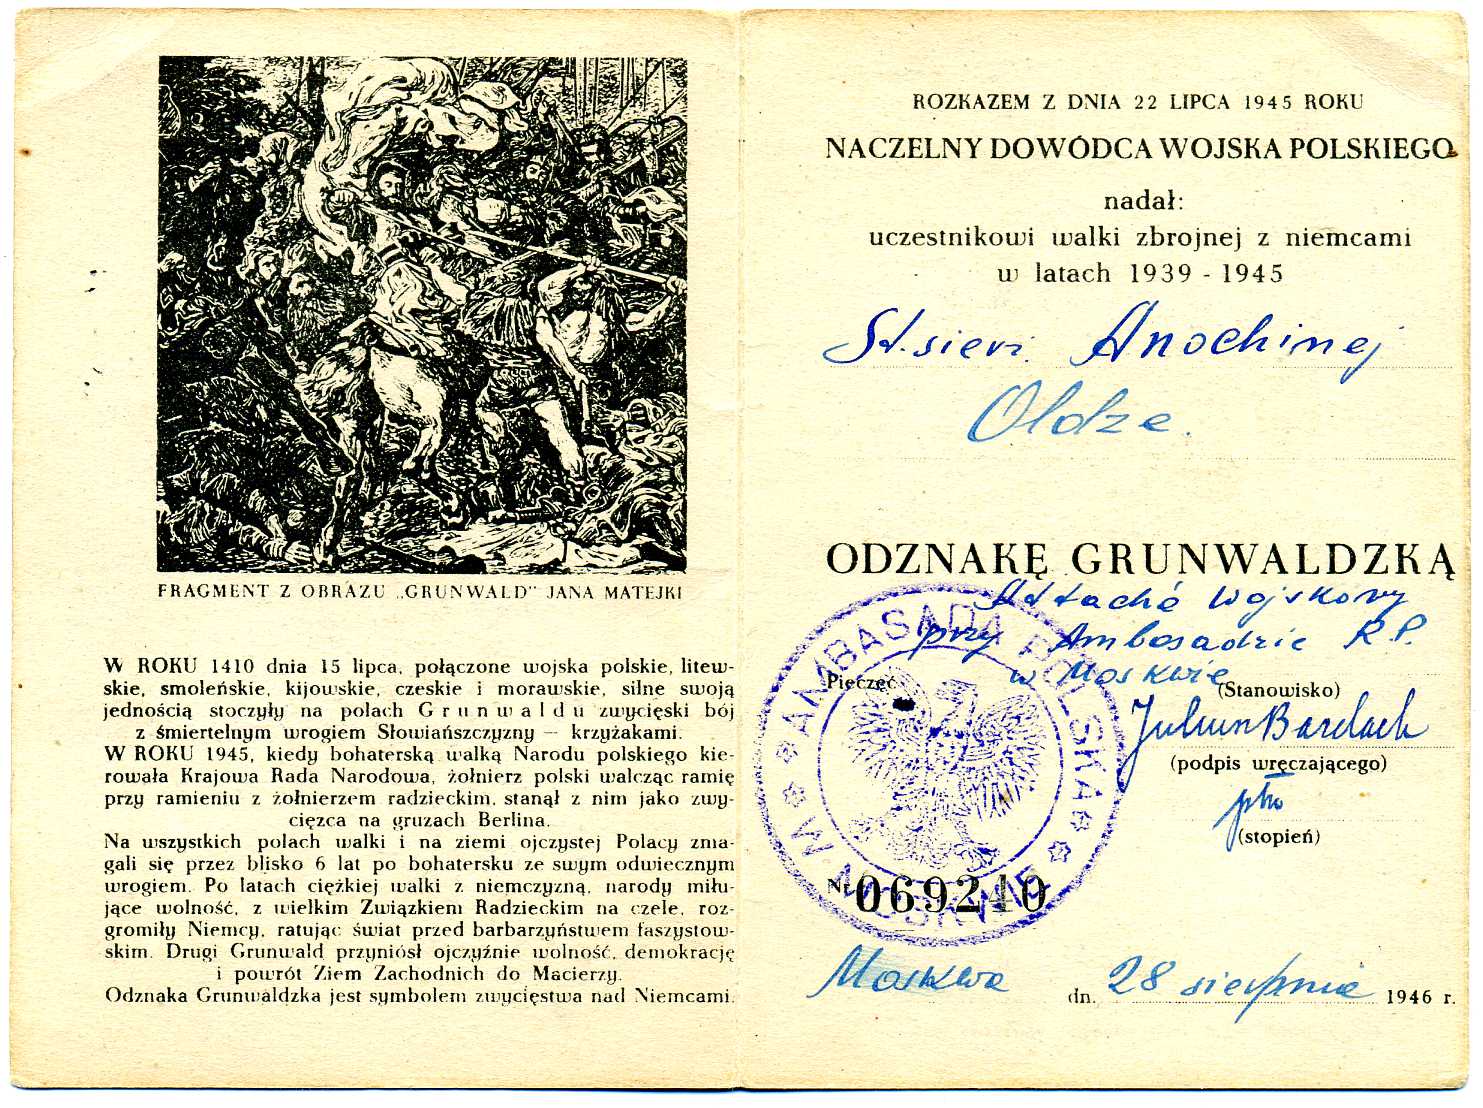 FRAGMENT Z OBRAZU „GRUNWALD” JANA MATEJKI
W ROKU 1410 dnia 15 lipca, połączone wojska polskie, litew-
skie, smoleńskie, kijowskie, czeskie i morawskie, silne swoją
jednością stoczyły na polach Grunwaldu zwycięski bój
z śmiertelnym wrogiem Słowiańszczyzny — krzyżakami.
W ROKU 1945, kiedy bohaterską walką Narodu polskiego kie-
rowała Krajowa Rada Narodowa, żołnierz polski walcząc ramię
przy ramieniu z żołnierzem radzieckim, stanął z nim jako zwy-
cięzca na gruzach Berlina.
Na wszystkich polach walki i na ziemi ojczystej Polacy zma-
gali się przez blisko 6 lat po bohatersku ze swym odwiecznym
wrogiem. Po latach ciężkiej walki z niemczyzną, narody miłu-
jące wolność, z wielkim Związkiem Radzieckim na czele, roz-
gromiły Niemcy, ratując świat przed barbarzyństwem faszystow-
skim. Drugi Grunwald przyniósł ojczyźnie wolność, demokrację
i powrót Ziem Zachodnich do Macierzy.
Odznaka Grunwaldzka jest symbolem zwycięstwa nad Niemcami.
ROZKAZEM Z DNIA 22 LIPCA 1945 ROKU
NACZELNY DOWÓDCA WOJSKA POLSKIEGO
nadał:
uczestnikowi walki zbrojnej z niemcami
w latach 1939 - 1945
St. sierż. Anochinej
Oldze.
ODZNAKĘ GRUNWALDZKĄ
Attaché Wojskowy
przy Ambasadzie R.P.
w Moskwie
Pieczęć
(Stanowisko)
Julian Bardach
(podpis wręczającego)
płk
(stopień)
AMBASADA POLSKA
W MOSKWIE
Nr 069240
Moskwa dn. 28 sierpnia 1946 r.